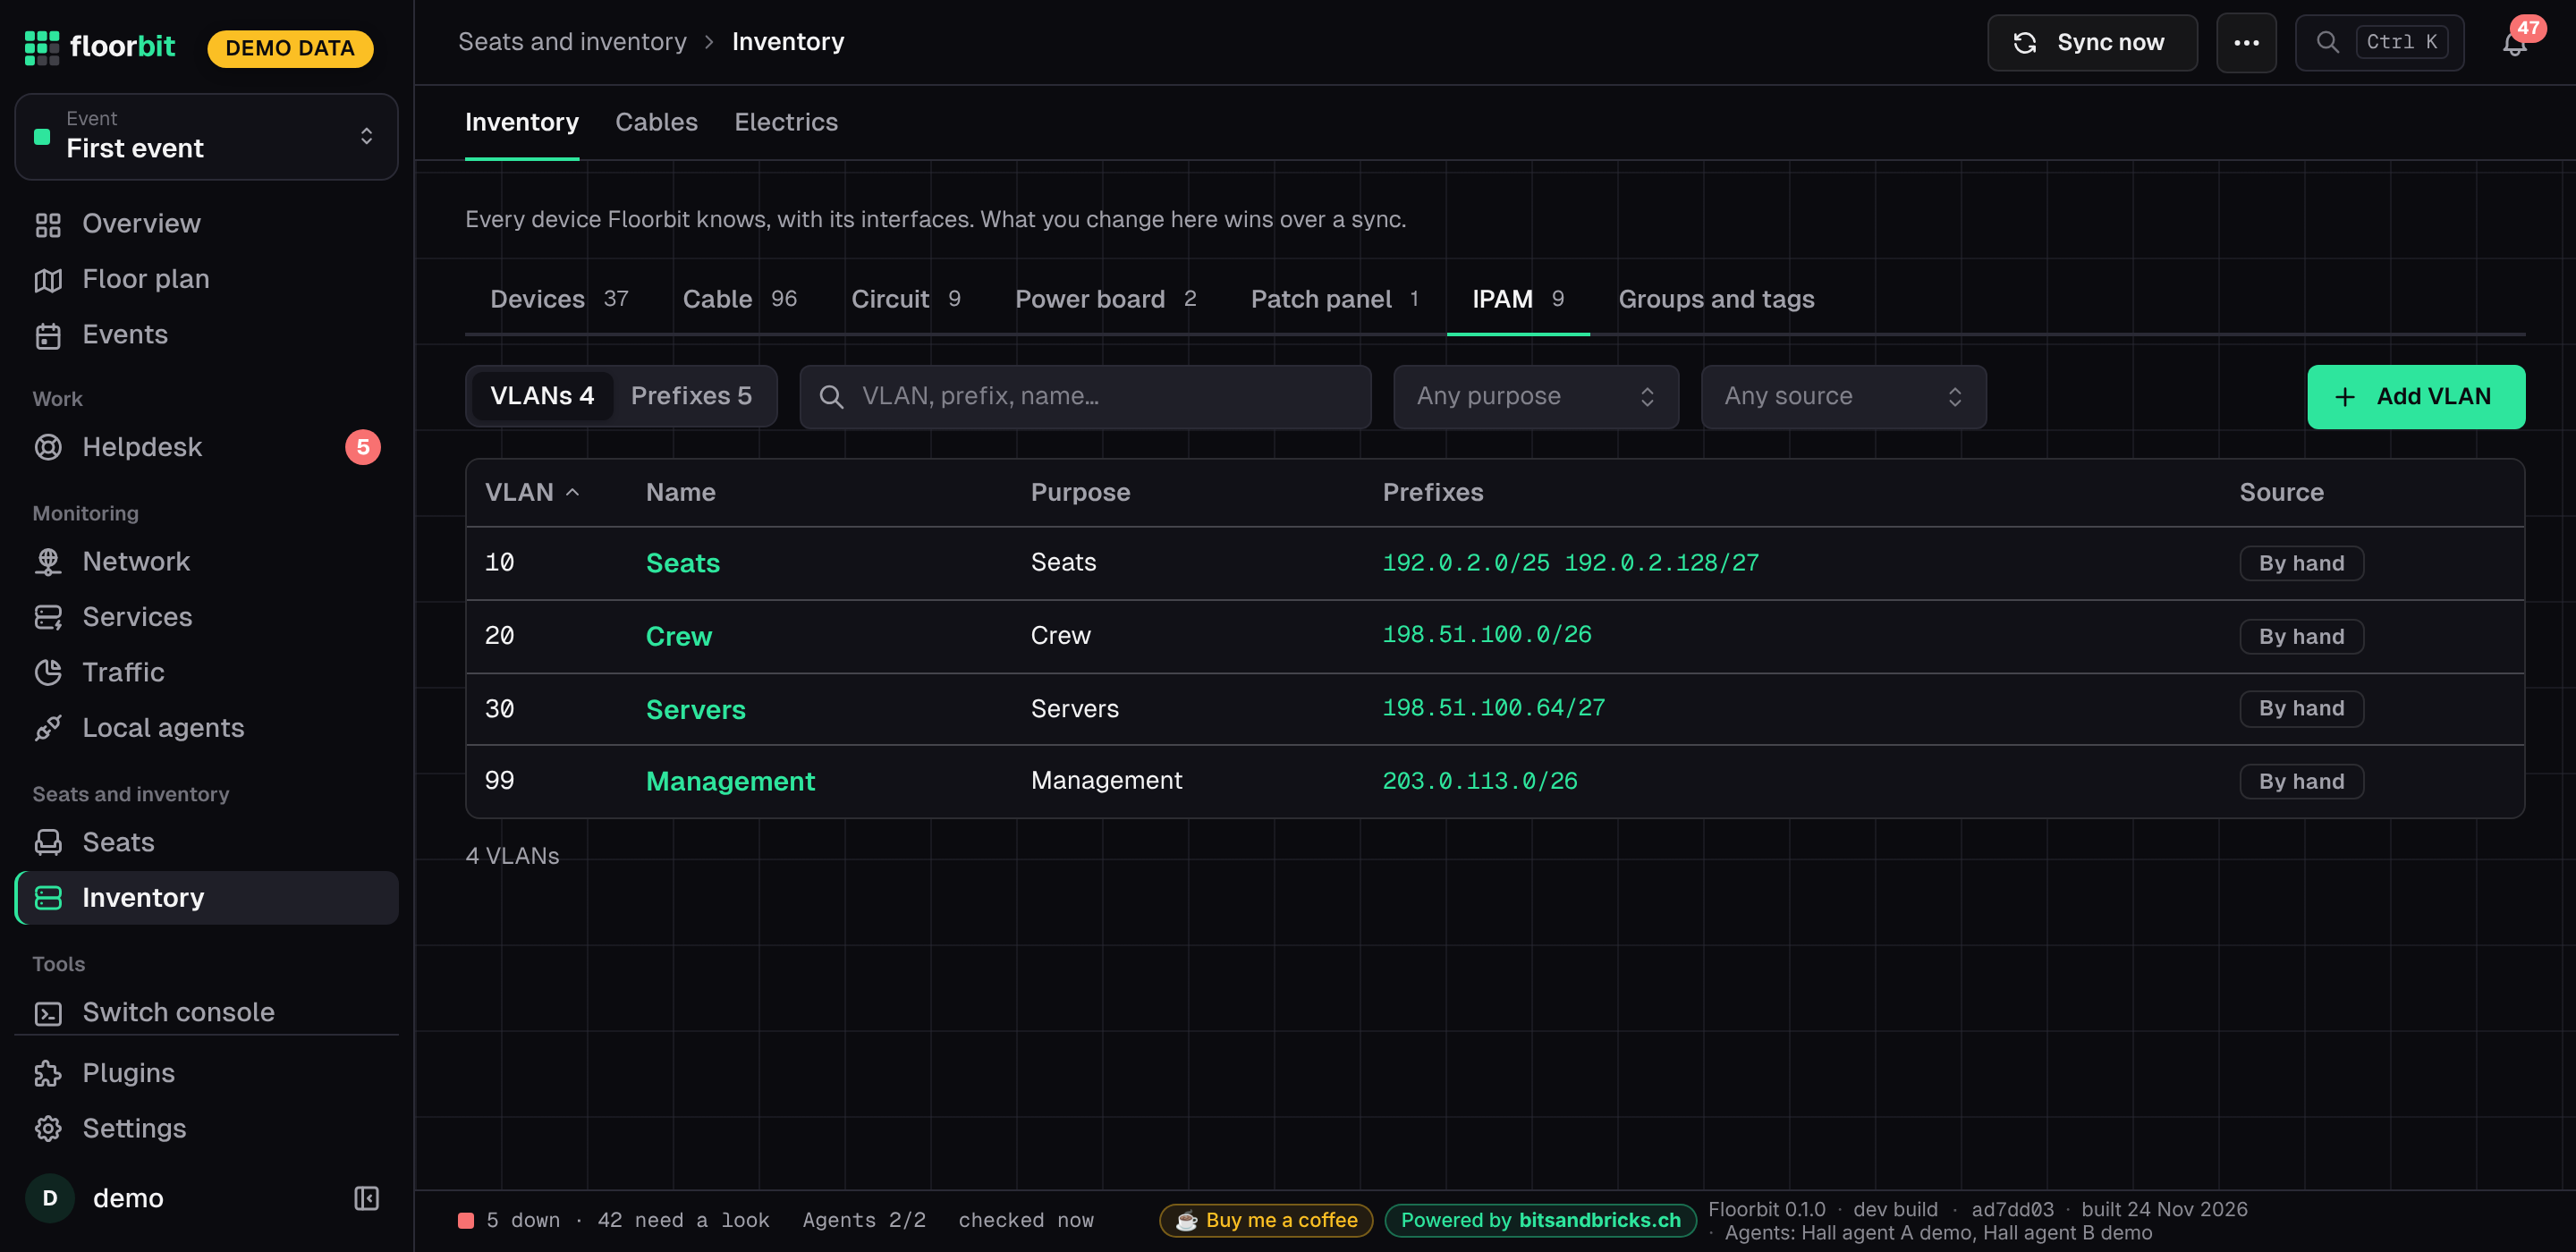 floorbit DEMO DATA
Event
First event
Overview
Floor plan
Events
Work
Helpdesk 5
Monitoring
Network
Services
Traffic
Local agents
Seats and inventory
Seats
Inventory
Tools
Switch console
Plugins
Settings
D demo
Seats and inventory > Inventory
Sync now
Ctrl K
47
Inventory Cables Electrics
Every device Floorbit knows, with its interfaces. What you change here wins over a sync.
Devices 37 Cable 96 Circuit 9 Power board 2 Patch panel 1 IPAM 9 Groups and tags
VLANs 4 Prefixes 5 VLAN, prefix, name... Any purpose Any source + Add VLAN
VLAN Name Purpose Prefixes Source
10 Seats Seats 192.0.2.0/25 192.0.2.128/27 By hand
20 Crew Crew 198.51.100.0/26 By hand
30 Servers Servers 198.51.100.64/27 By hand
99 Management Management 203.0.113.0/26 By hand
4 VLANs
5 down · 42 need a look Agents 2/2 checked now
Buy me a coffee
Powered by bitsandbricks.ch
Floorbit 0.1.0 · dev build · ad7dd03 · built 24 Nov 2026
· Agents: Hall agent A demo, Hall agent B demo